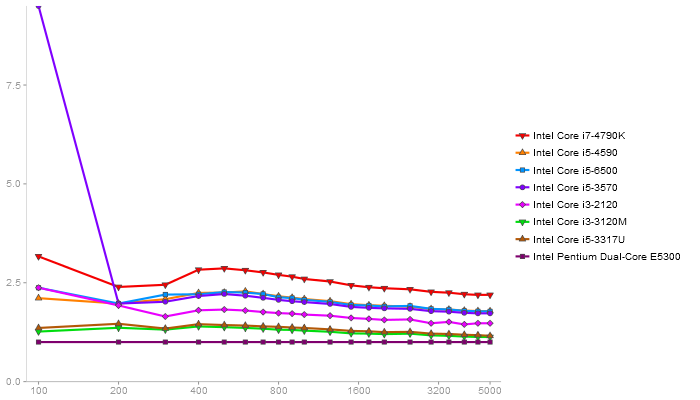 7.5
5.0
2.5
0.0
100 200 400 800 1600 3200 5000
Intel Core i7-4790K
Intel Core i5-4590
Intel Core i5-6500
Intel Core i5-3570
Intel Core i3-2120
Intel Core i3-3120M
Intel Core i5-3317U
Intel Pentium Dual-Core E5300